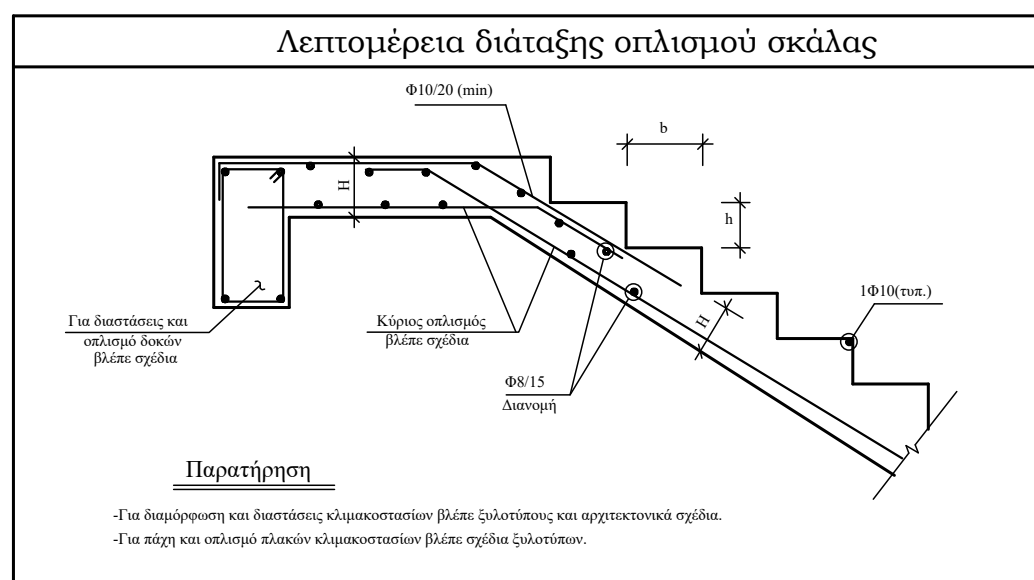 Λεπτομέρεια διάταξης οπλισμού σκάλας
Φ10/20 (min)
b
H
h
1Φ10(τυπ.)
Για διαστάσεις και
οπλισμό δοκών
βλέπε σχέδια
Κύριος οπλισμός
βλέπε σχέδια
H
Φ8/15
Διανομή
Παρατήρηση
-Για διαμόρφωση και διαστάσεις κλιμακοστασίων βλέπε ξυλοτύπους και αρχιτεκτονικά σχέδια.
-Για πάχη και οπλισμό πλακών κλιμακοστασίων βλέπε σχέδια ξυλοτύπων.